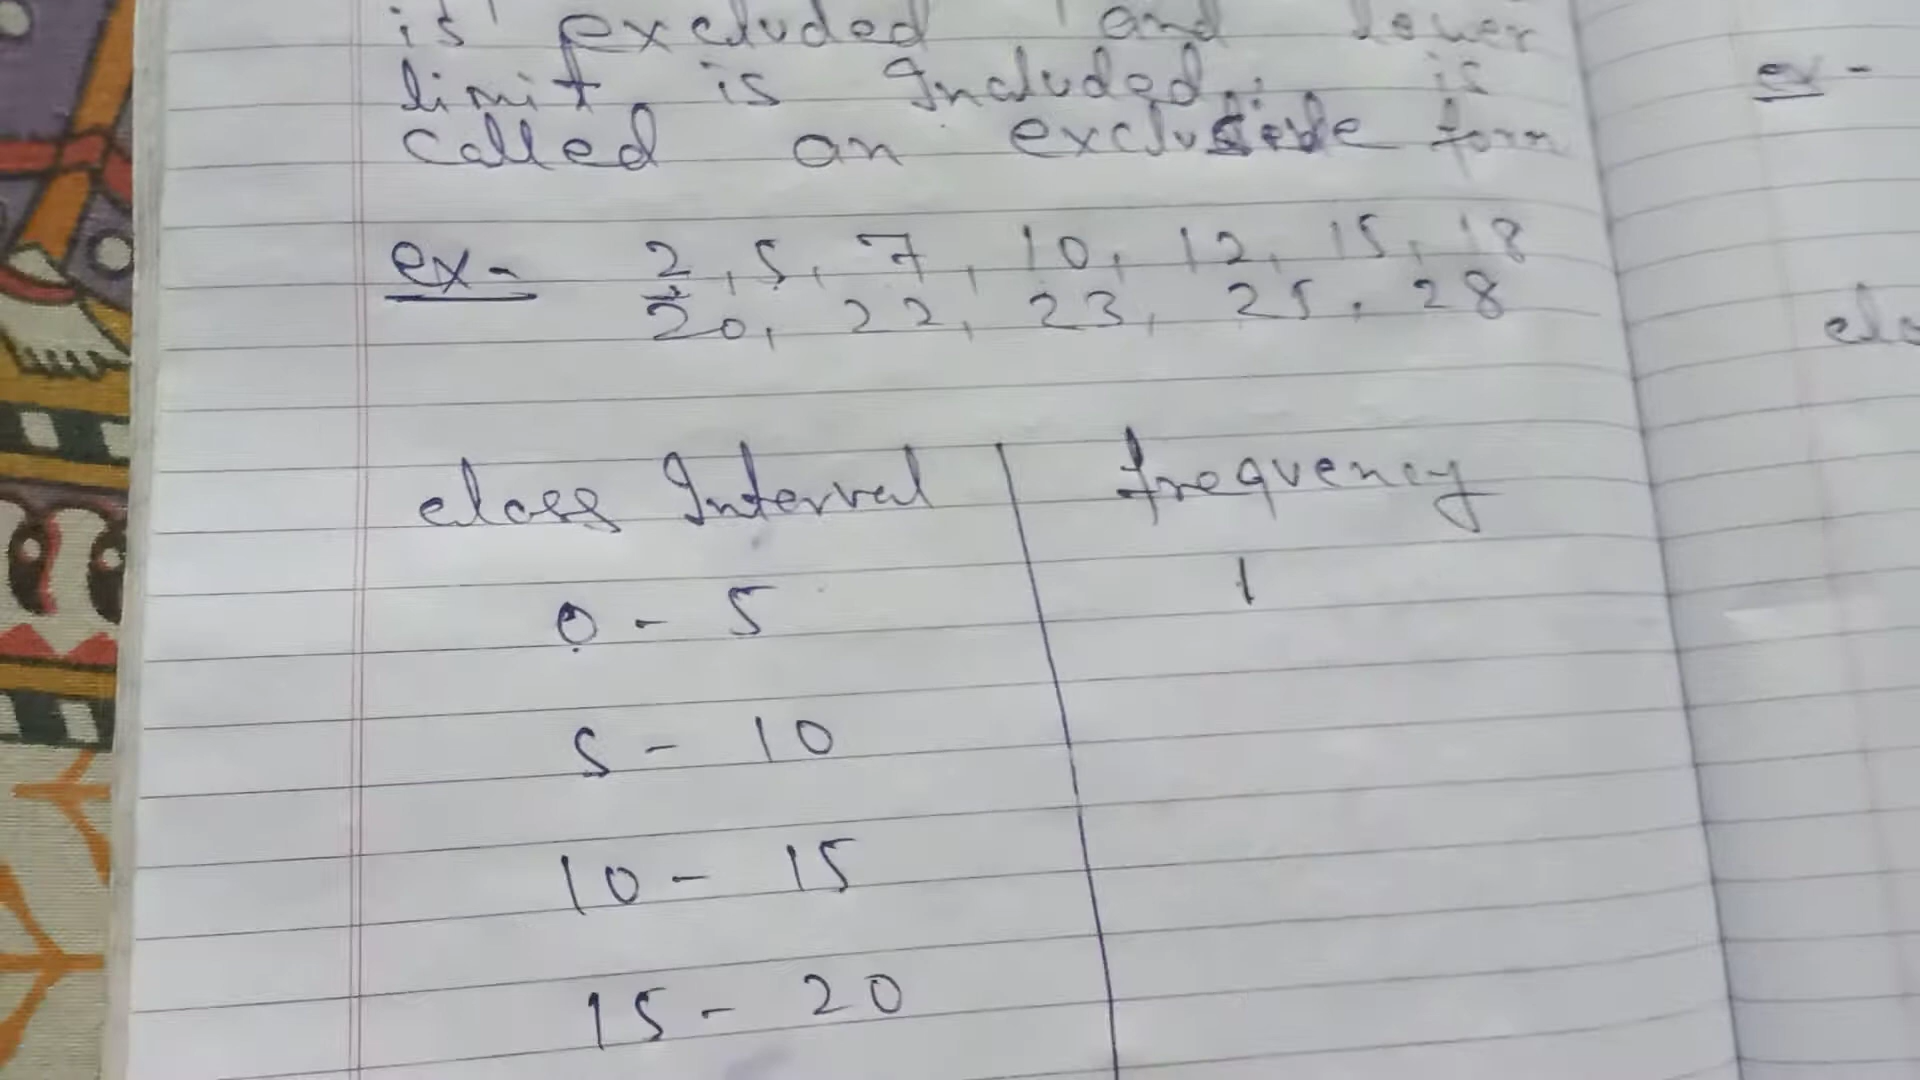 is excluded and lower
limit is Included. is
called an exclusive form
ex- 2, 5, 7, 10, 12, 15, 18
20, 22, 23, 25, 28
class Interval frequency
0 - 5 1
5 - 10
10 - 15
15 - 20
ex -